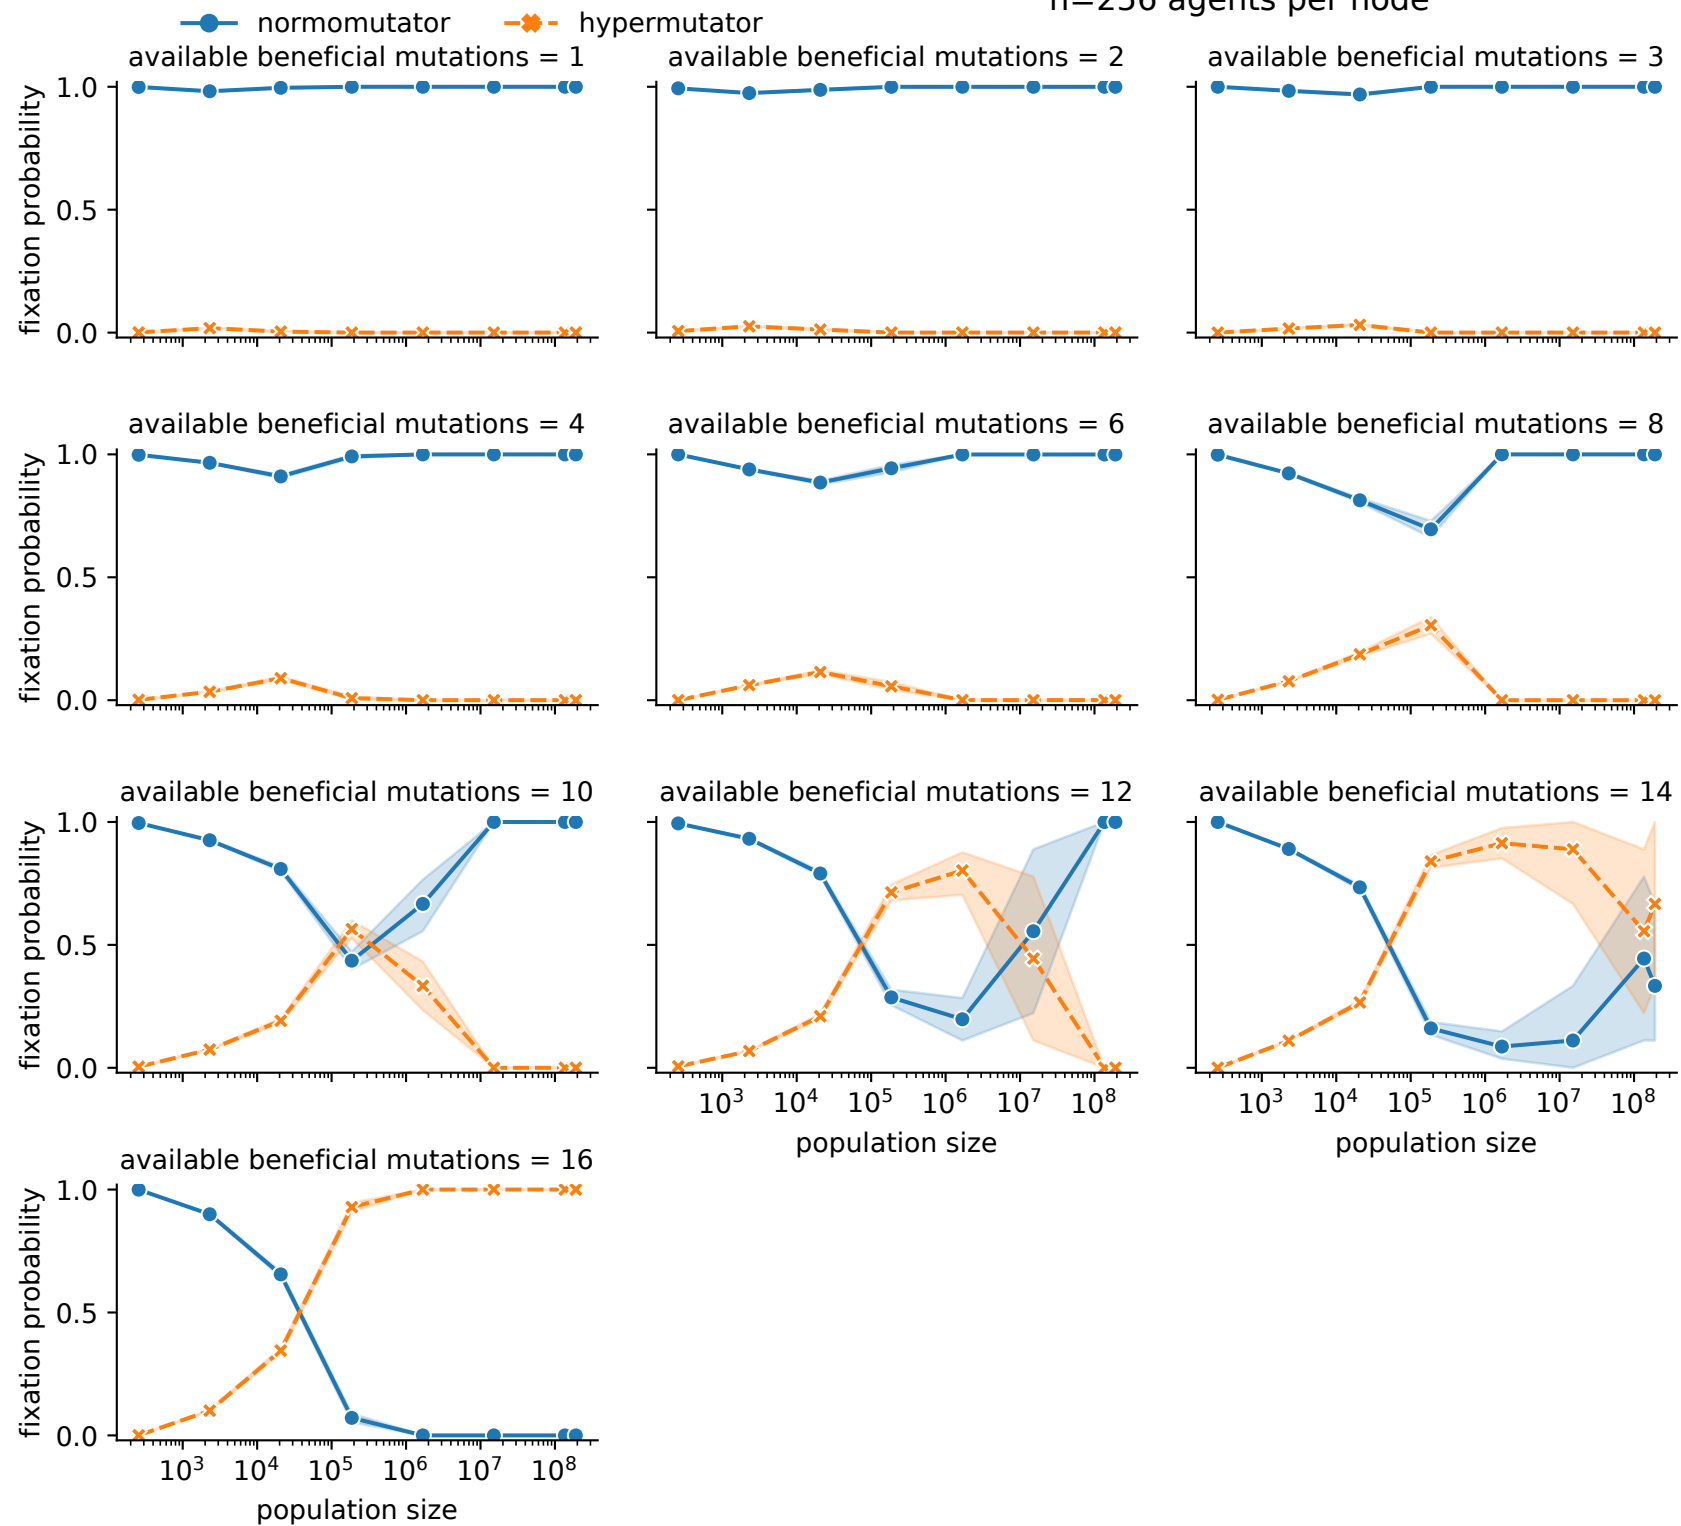 n=256 agents per node
normomutator hypermutator
available beneficial mutations = 1
available beneficial mutations = 2
available beneficial mutations = 3
fixation probability
1.0
0.5
0.0
available beneficial mutations = 4
available beneficial mutations = 6
available beneficial mutations = 8
fixation probability
1.0
0.5
0.0
available beneficial mutations = 10
available beneficial mutations = 12
available beneficial mutations = 14
fixation probability
1.0
0.5
0.0
10³ 10⁴ 10⁵ 10⁶ 10⁷ 10⁸
population size
10³ 10⁴ 10⁵ 10⁶ 10⁷ 10⁸
population size
available beneficial mutations = 16
fixation probability
1.0
0.5
0.0
10³ 10⁴ 10⁵ 10⁶ 10⁷ 10⁸
population size